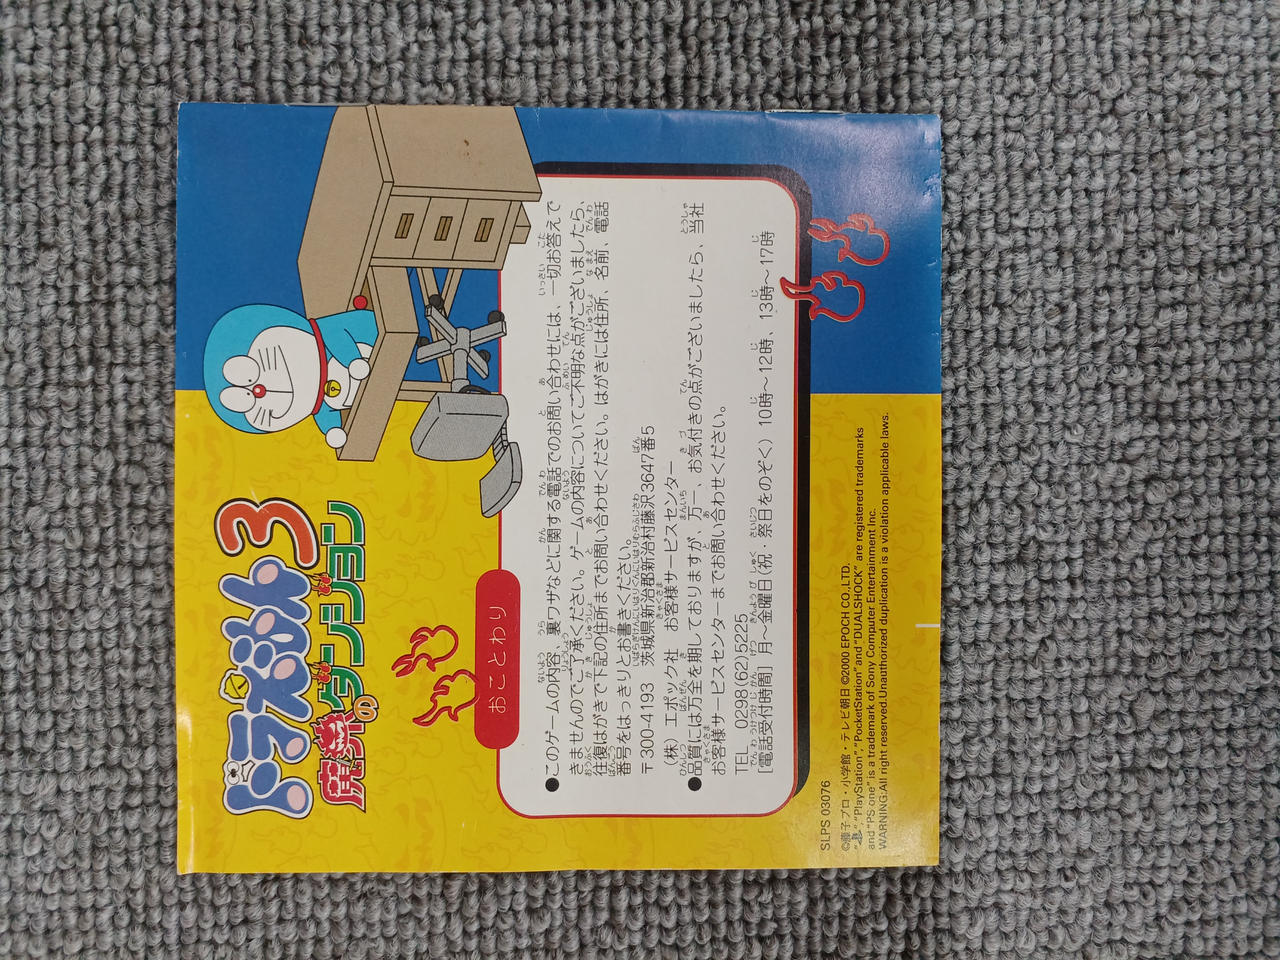 ドラえもん3
魔界のダンジョン
おことわり
●このゲームの内容、裏ワザなどに関する電話でのお問い合わせには、一切お答えで
きませんのでご了承ください。ゲームの内容についてご不明な点がございましたら、
往復はがきで下記の住所までお問い合わせください。はがきには住所、名前、電話
番号をはっきりとお書きください。
〒300-4193 茨城県新治郡新治村藤沢3647番5
(株)エポック社 お客様サービスセンター
●品質には万全を期しておりますが、万一、お気付きの点がございましたら、当社
お客様サービスセンターまでお問い合わせください。
TEL 0298(62)5225
[電話受付時間] 月～金曜日(祝・祭日をのぞく) 10時～12時、13時～17時
SLPS 03076
©藤子プロ・小学館・テレビ朝日 ©2000 EPOCH CO.,LTD.
"PlayStation","PocketStation" and "DUALSHOCK" are registered trademarks
and "PS one" is a trademark of Sony Computer Entertainment Inc.
WARNING:All right reserved.Unauthorized duplication is a violation applicable laws.